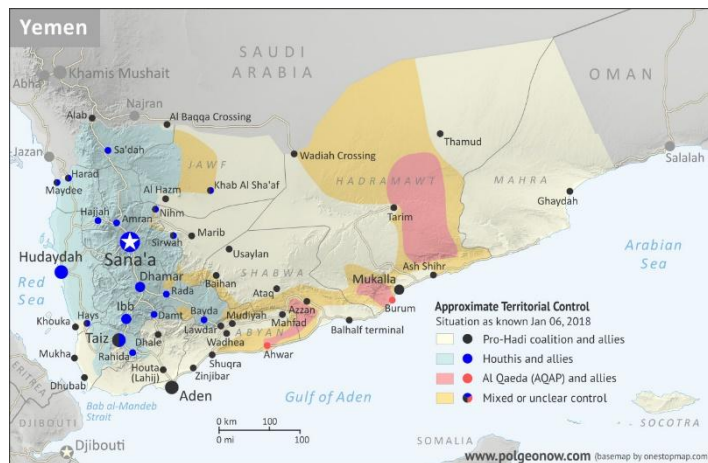 Yemen
SAUDI
ARABIA
OMAN
Khamis Mushait
Abha
Najran
Alab
Al Baqqa Crossing
Jazan
Sa'dah
Wadiah Crossing
Thamud
Salalah
JAWF
Harad
Maydee
Khab Al Sha'af
HADRAMAWT
MAHRA
Al Hazm
Ghaydah
Nihm
Tarim
Hajjah
Amran
Sirwah
Marib
Sana'a
Usaylan
Arabian
Sea
Hudaydah
Dhamar
SHABWA
Ash Shihr
Mukalla
Red
Sea
Baihan
Rada
Ataq
Azzan
Burum
Ibb
Bayda
Mudiyah
Khouka
Hays
Damt
Lawdar
ABYAN
Mahfad
Balhalf terminal
Taiz
Dhale
Wadhea
Mukha
Rahida
Ahwar
Shuqra
Houta
(Lahij)
Zinjibar
Dhubab
Aden
ERITREA
Gulf of Aden
Bab al-Mandeb
Strait
DJIBOUTI
Djibouti
0 km 100
0 mi 100
SOMALIA
SOCOTRA
Approximate Territorial Control
Situation as known Jan 06, 2018
Pro-Hadi coalition and allies
Houthis and allies
Al Qaeda (AQAP) and allies
Mixed or unclear control
www.polgeonow.com (basemap by onestopmap.com)